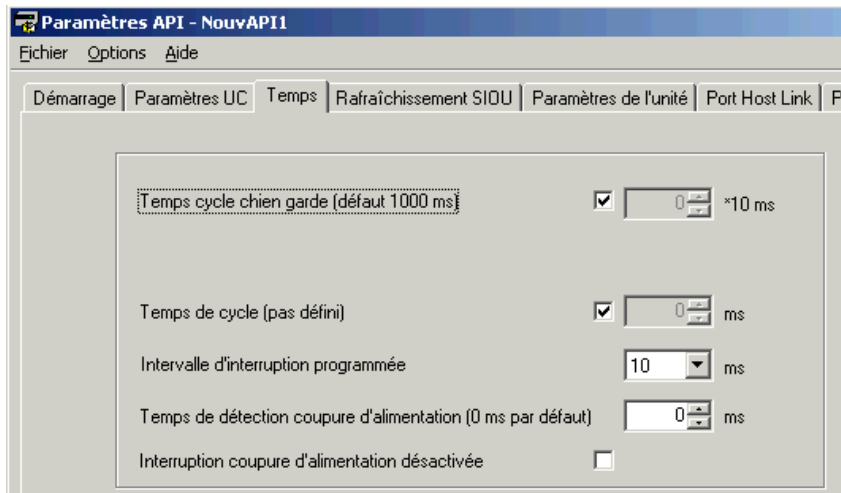 Paramètres API - NouvAPI1
Fichier Options Aide
Démarrage Paramètres UC Temps Rafraîchissement SIOU Paramètres de l'unité Port Host Link P
Temps cycle chien garde (défaut 1000 ms) 0 *10 ms
Temps de cycle (pas défini) 0 ms
Intervalle d'interruption programmée 10 ms
Temps de détection coupure d'alimentation (0 ms par défaut) 0 ms
Interruption coupure d'alimentation désactivée